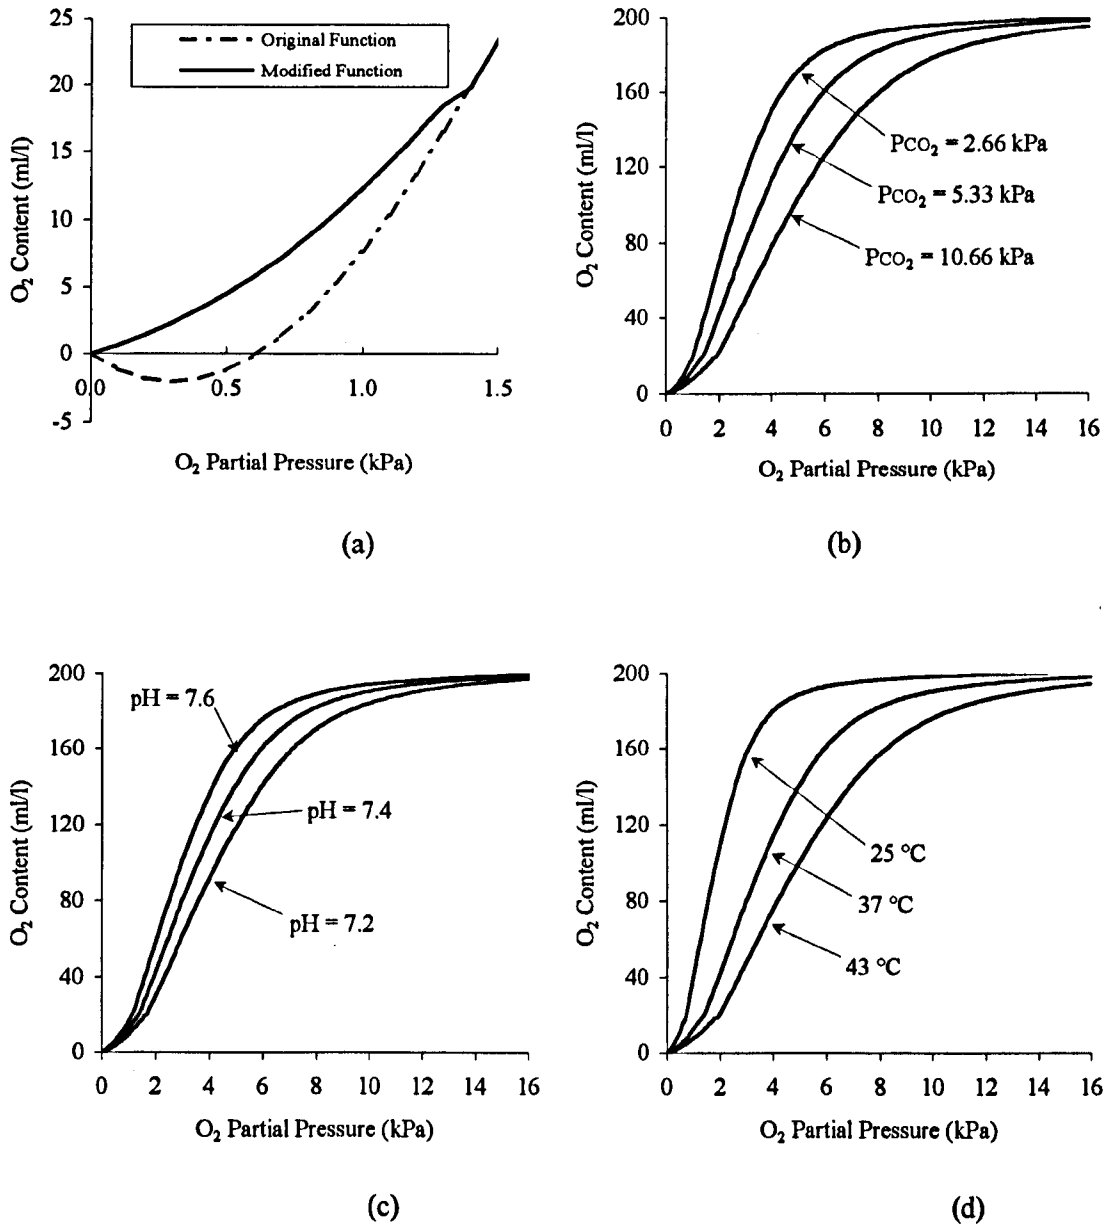 25
20
15
10
5
0
-5
0.0 0.5 1.0 1.5
O₂ Content (ml/l)
O₂ Partial Pressure (kPa)
Original Function
Modified Function
(a)
200
160
120
80
40
0
0 2 4 6 8 10 12 14 16
O₂ Content (ml/l)
O₂ Partial Pressure (kPa)
PCO₂ = 2.66 kPa
PCO₂ = 5.33 kPa
PCO₂ = 10.66 kPa
(b)
200
160
120
80
40
0
0 2 4 6 8 10 12 14 16
O₂ Content (ml/l)
O₂ Partial Pressure (kPa)
pH = 7.6
pH = 7.4
pH = 7.2
(c)
200
160
120
80
40
0
0 2 4 6 8 10 12 14 16
O₂ Content (ml/l)
O₂ Partial Pressure (kPa)
25 °C
37 °C
43 °C
(d)